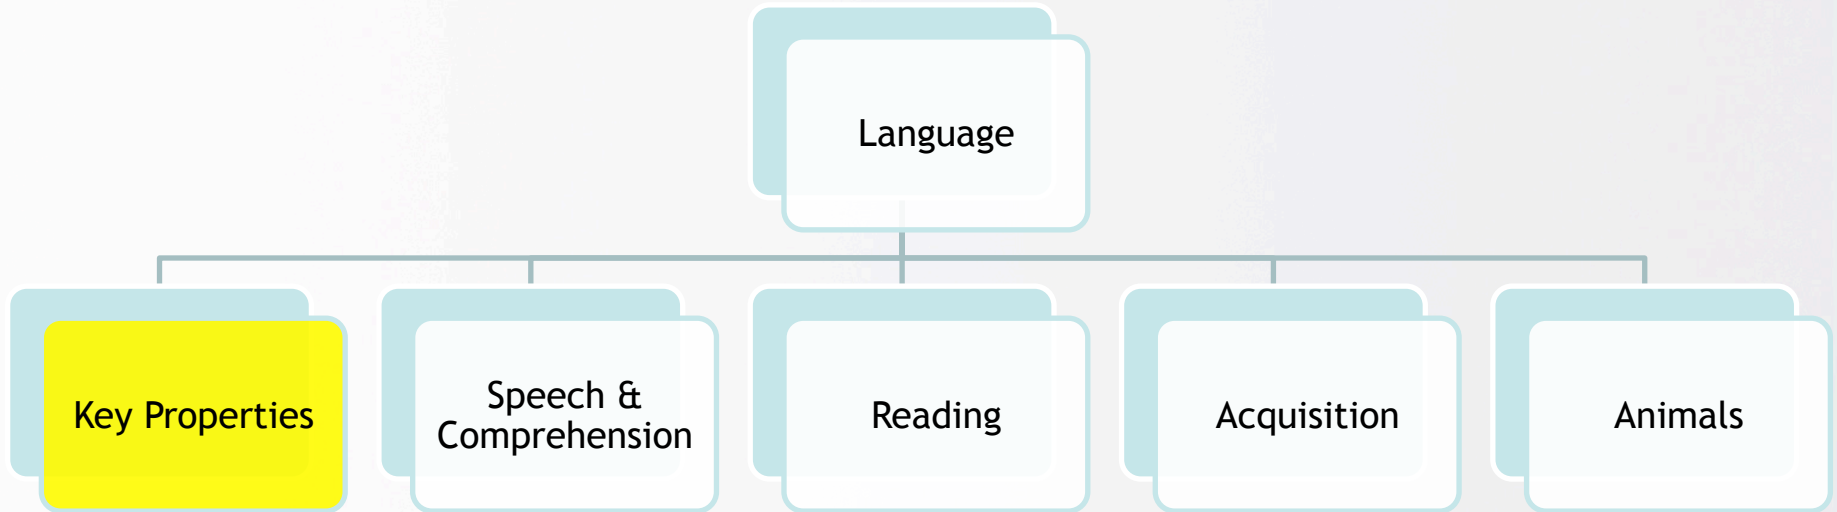 Language
Key Properties
Speech &
Comprehension
Reading
Acquisition
Animals